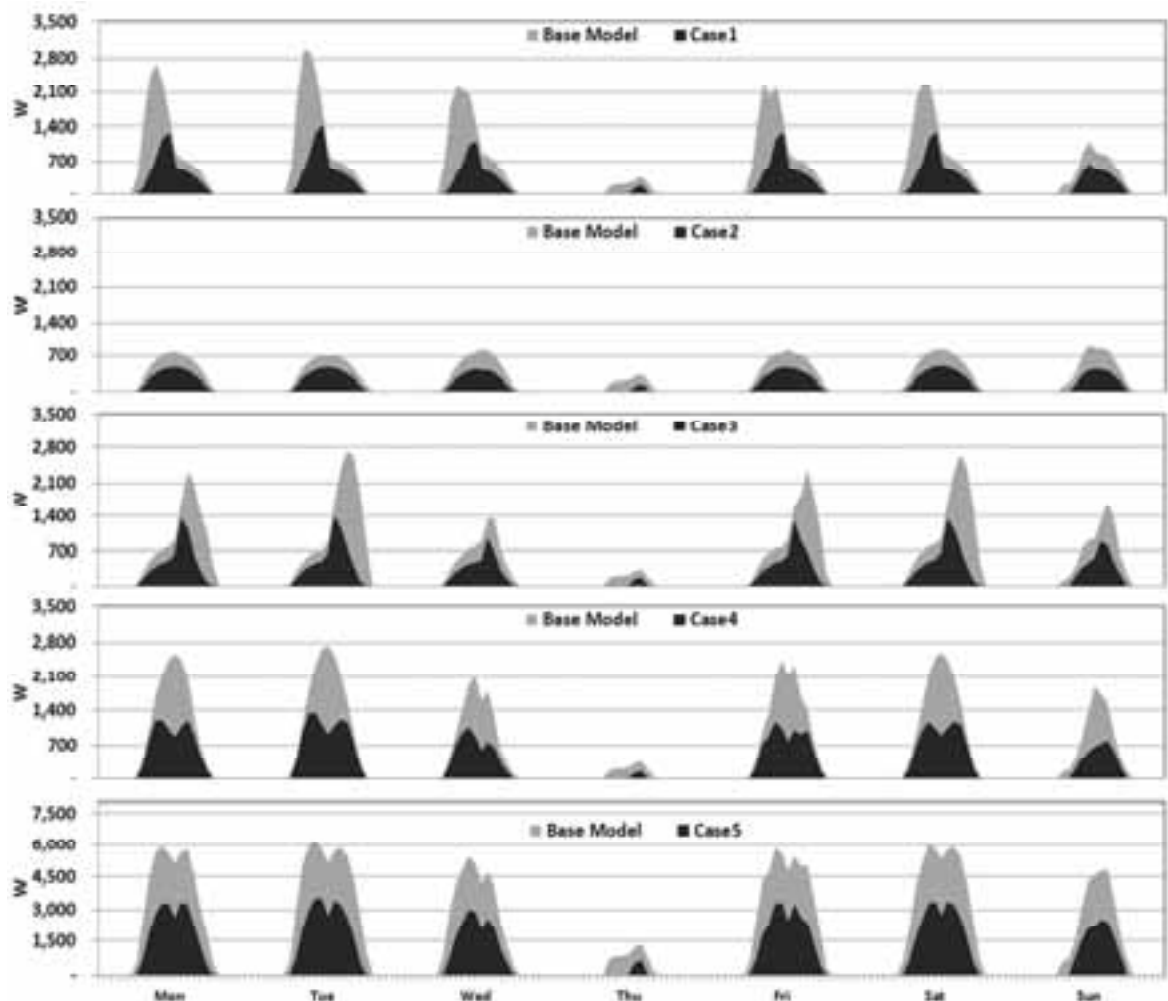 3,500
Base Model Case1
2,800
2,100
W
1,400
700
-
3,500
Base Model Case2
2,800
2,100
W
1,400
700
-
3,500
Base Model Case3
2,800
2,100
W
1,400
700
-
3,500
Base Model Case4
2,800
2,100
W
1,400
700
-
7,500
Base Model Case5
6,000
4,500
W
3,000
1,500
-
Mon Tue Wed Thu Fri Sat Sun